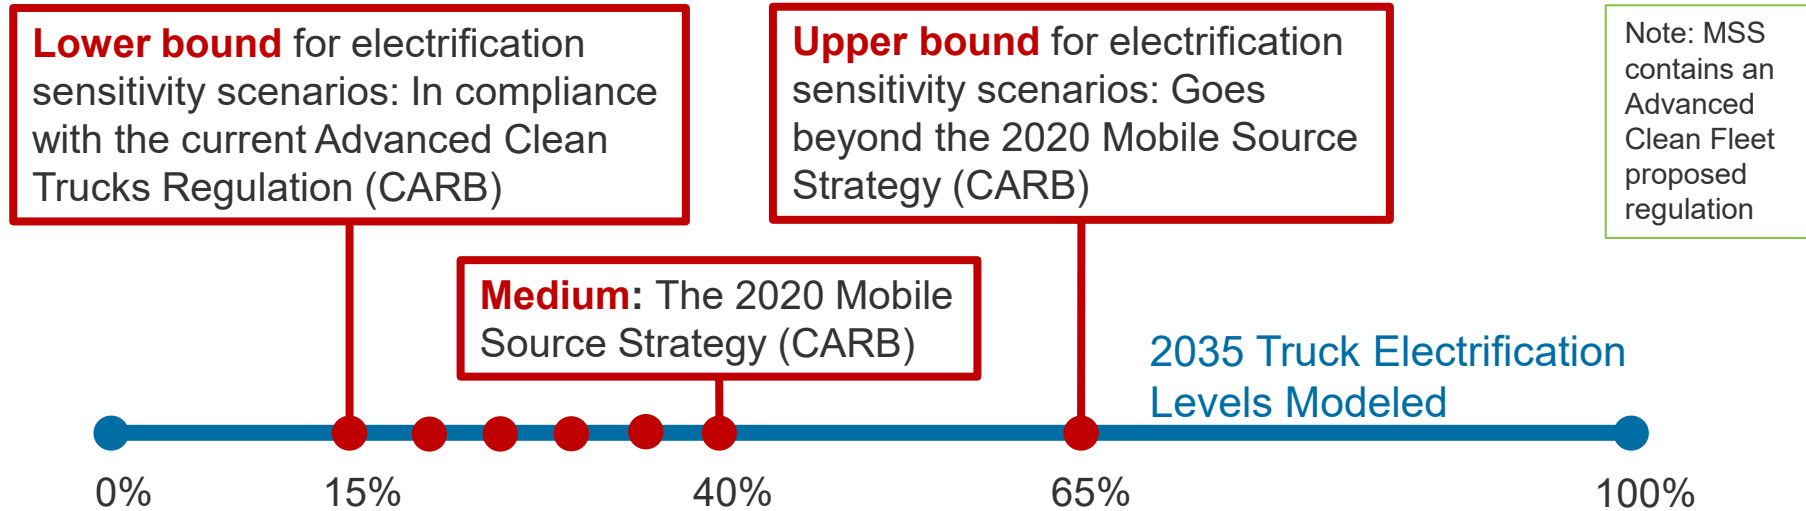 Lower bound for electrification
sensitivity scenarios: In compliance
with the current Advanced Clean
Trucks Regulation (CARB)
Upper bound for electrification
sensitivity scenarios: Goes
beyond the 2020 Mobile Source
Strategy (CARB)
Note: MSS
contains an
Advanced
Clean Fleet
proposed
regulation
Medium: The 2020 Mobile
Source Strategy (CARB)
2035 Truck Electrification
Levels Modeled
0%
15%
40%
65%
100%